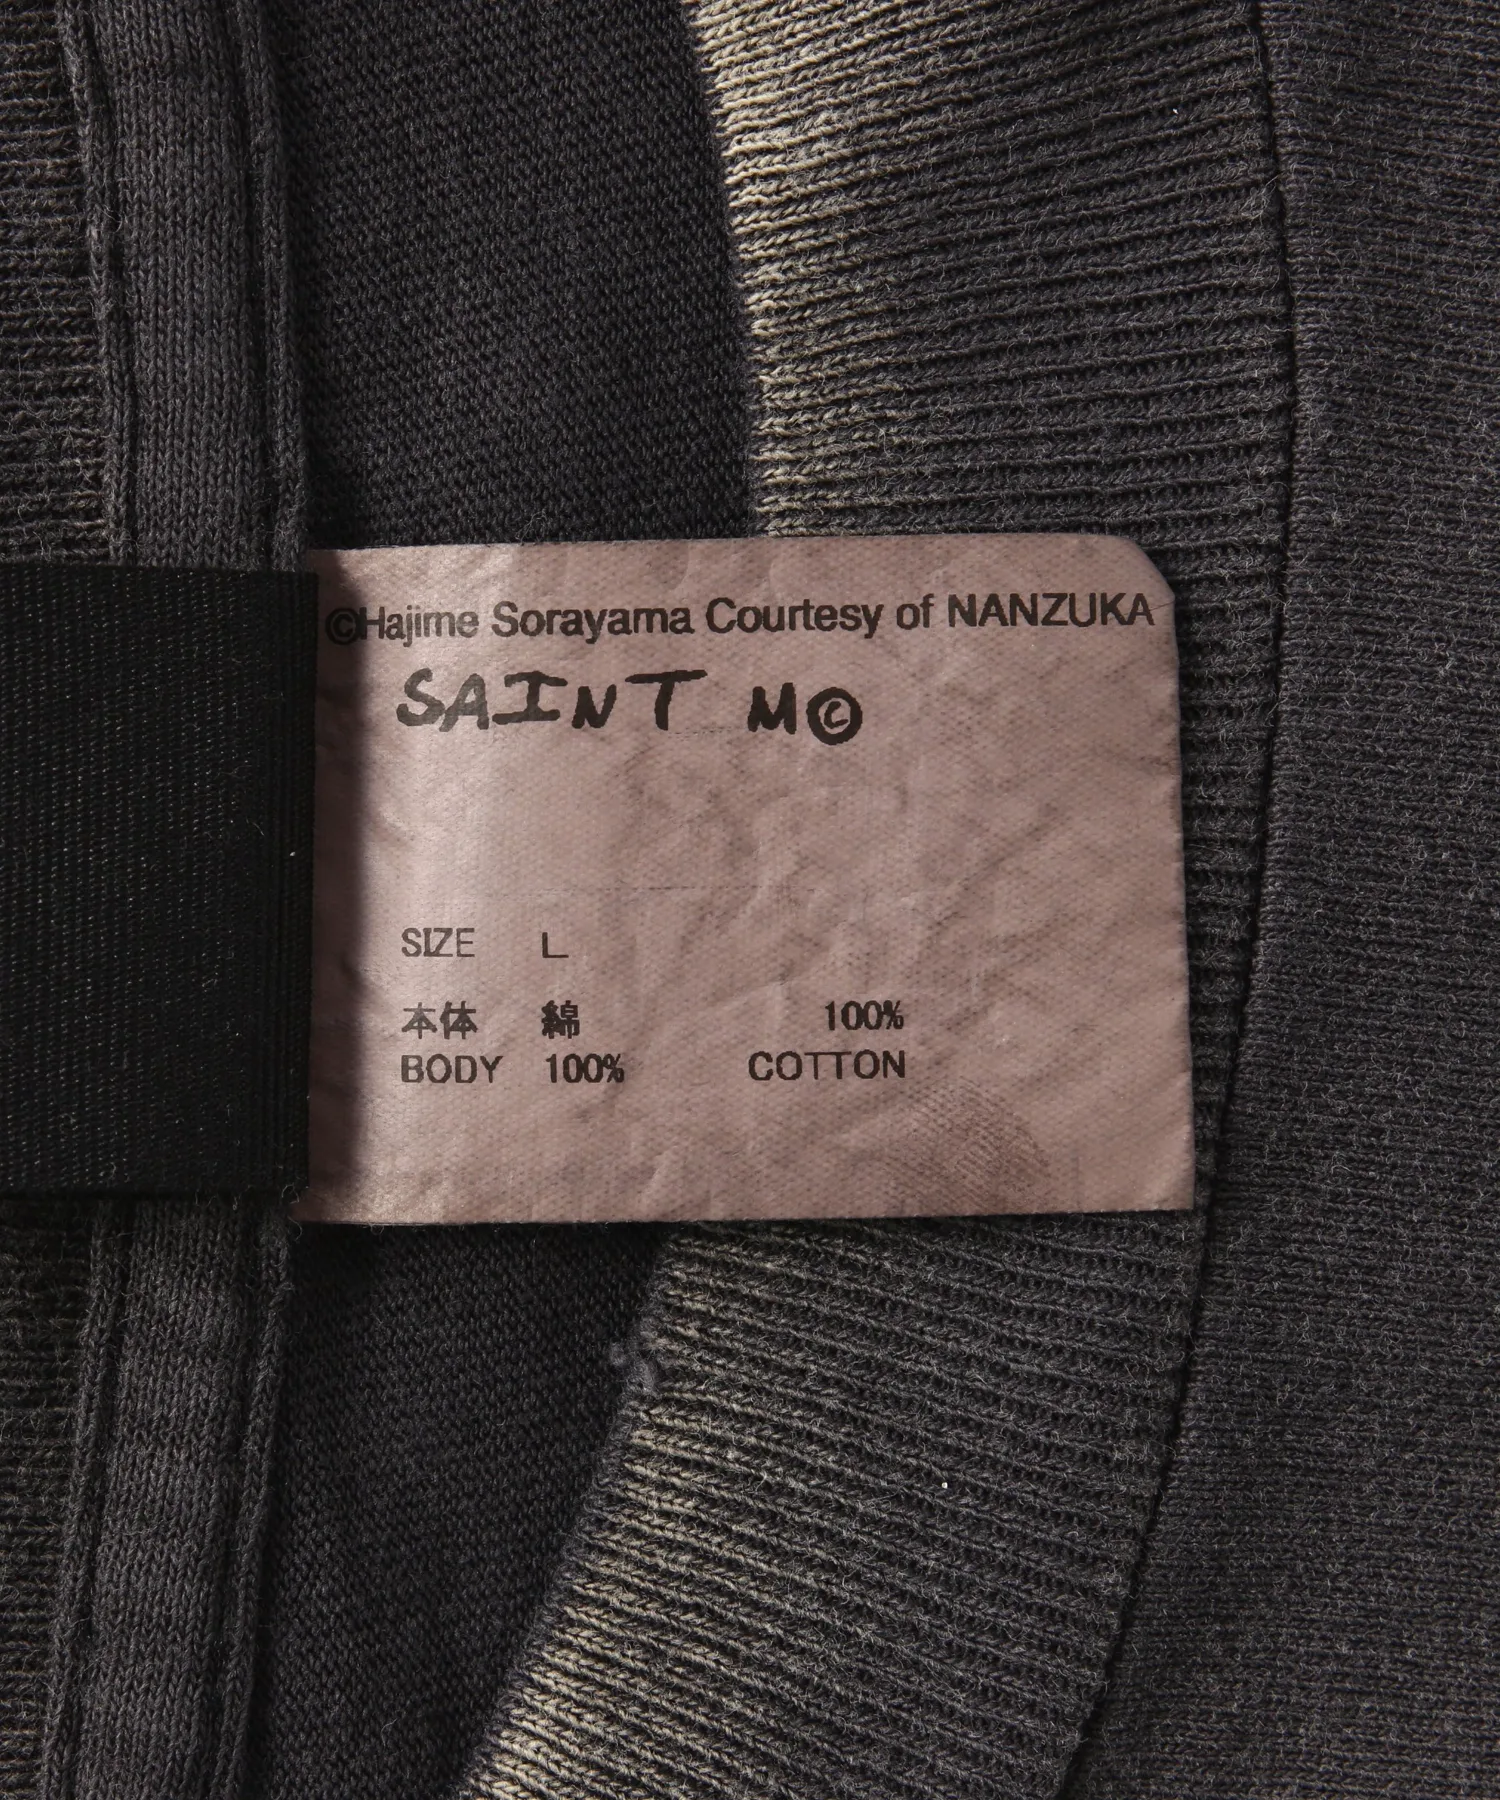 ©Hajime Sorayama Courtesy of NANZUKA
SAINT M©
SIZE L
本体 綿 100%
BODY 100% COTTON